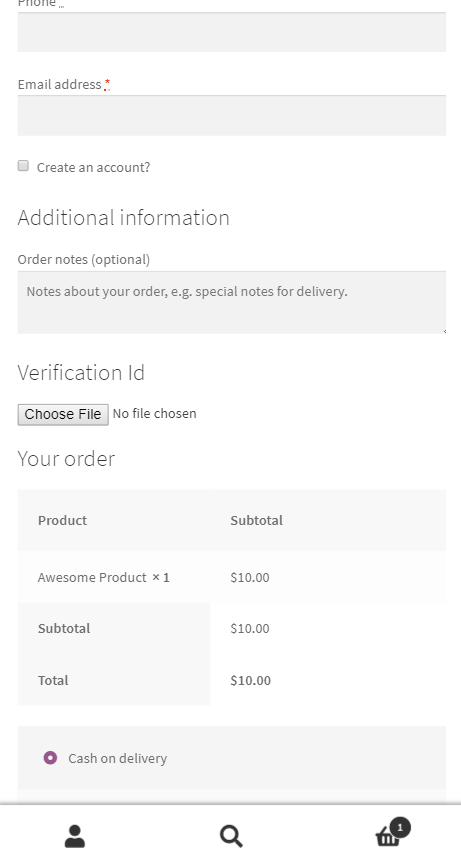 Phone *
Email address *
Create an account?
Additional information
Order notes (optional)
Notes about your order, e.g. special notes for delivery.
Verification Id
Choose File No file chosen
Your order
Product Subtotal
Awesome Product × 1 $10.00
Subtotal $10.00
Total $10.00
Cash on delivery
1